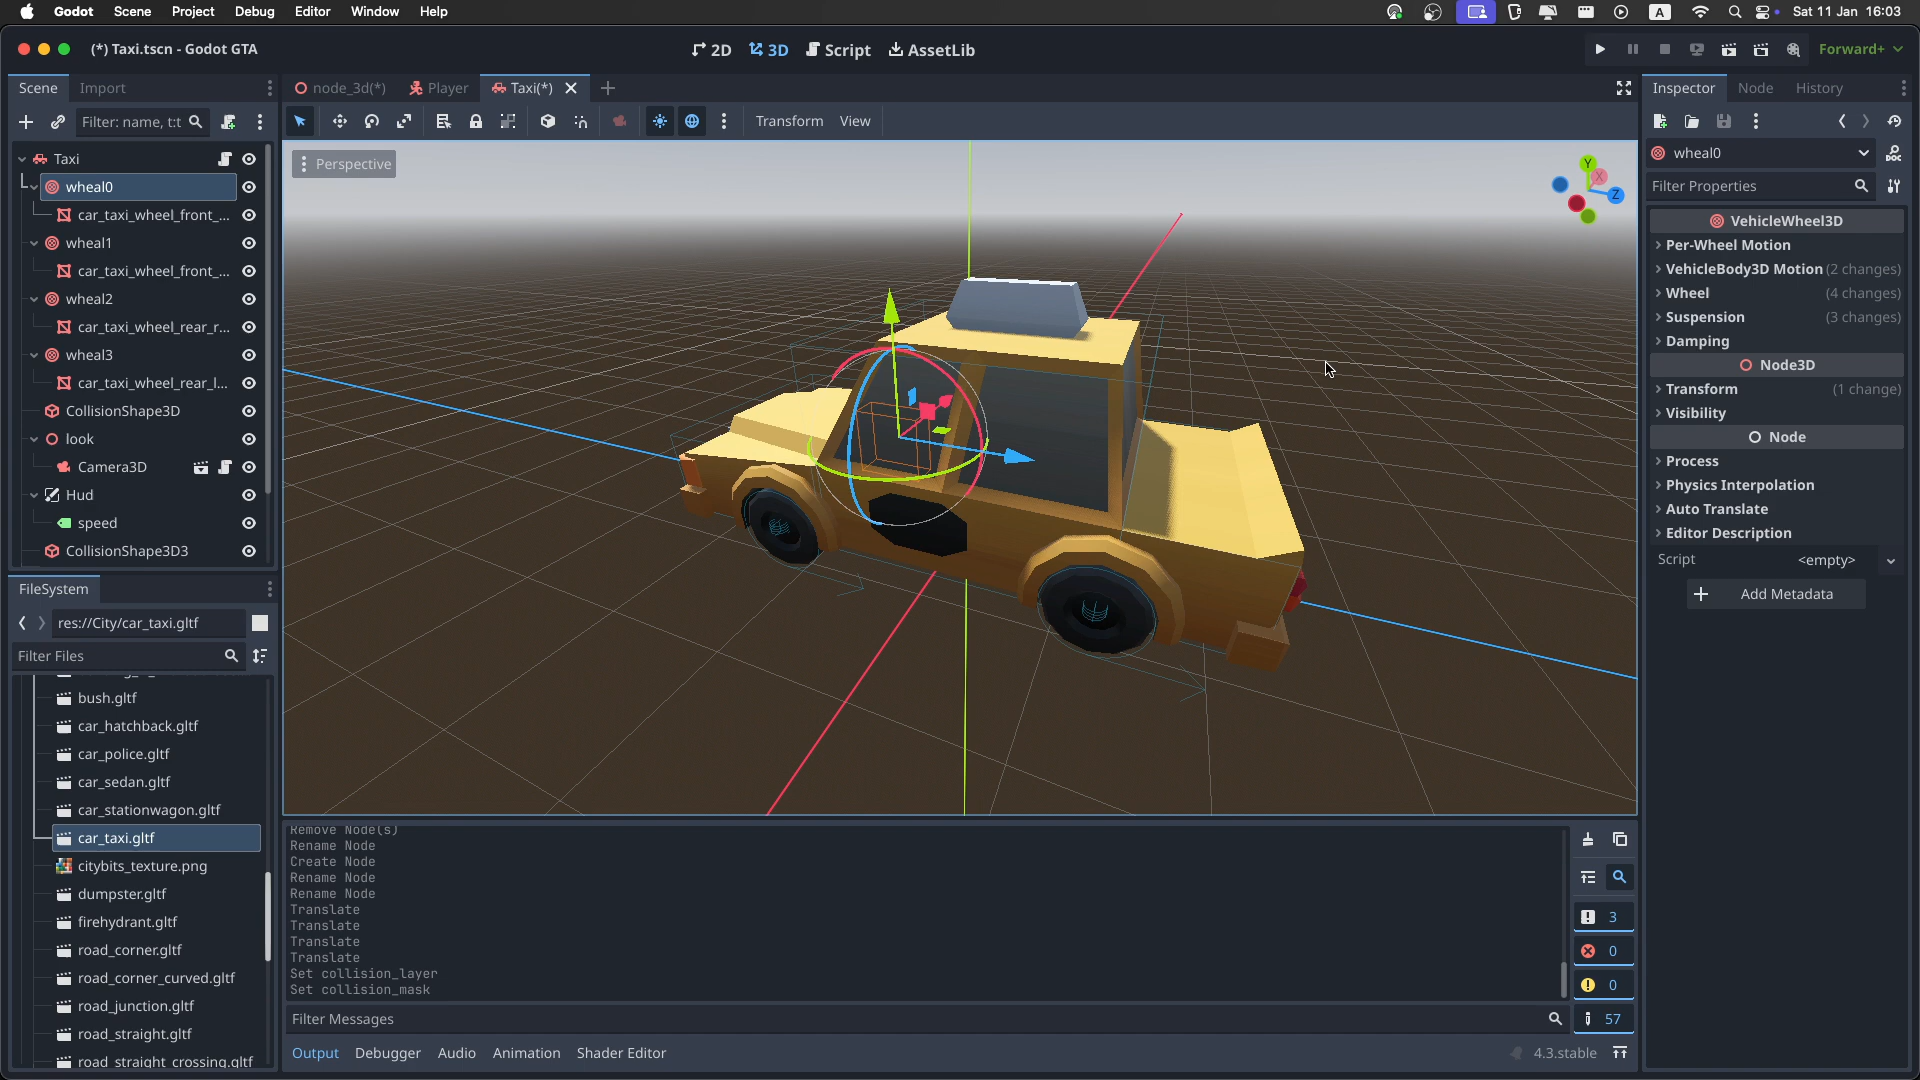 Godot Scene Project Debug Editor Window Help
A Sat 11 Jan 16:03
(*) Taxi.tscn - Godot GTA
2D 3D Script AssetLib
Forward+
Scene Import
node_3d(*) Player Taxi(*)
Inspector Node History
Filter: name, t:t
Transform View
Perspective
Y
X
Z
Taxi
wheal0
car_taxi_wheel_front_...
wheal1
car_taxi_wheel_front_...
wheal2
car_taxi_wheel_rear_r...
wheal3
car_taxi_wheel_rear_l...
CollisionShape3D
look
Camera3D
Hud
speed
CollisionShape3D3
wheal0
DOC
Filter Properties
VehicleWheel3D
Per-Wheel Motion
VehicleBody3D Motion (2 changes)
Wheel (4 changes)
Suspension (3 changes)
Damping
Node3D
Transform (1 change)
Visibility
Node
Process
Physics Interpolation
Auto Translate
Editor Description
Script <empty>
Add Metadata
FileSystem
res://City/car_taxi.gltf
Filter Files
bush.gltf
car_hatchback.gltf
car_police.gltf
car_sedan.gltf
car_stationwagon.gltf
car_taxi.gltf
citybits_texture.png
dumpster.gltf
firehydrant.gltf
road_corner.gltf
road_corner_curved.gltf
road_junction.gltf
road_straight.gltf
road_straight_crossing.gltf
Remove Node(s)
Rename Node
Create Node
Rename Node
Rename Node
Translate
Translate
Translate
Translate
Set collision_layer
Set collision_mask
3
0
0
57
Filter Messages
Output Debugger Audio Animation Shader Editor
4.3.stable